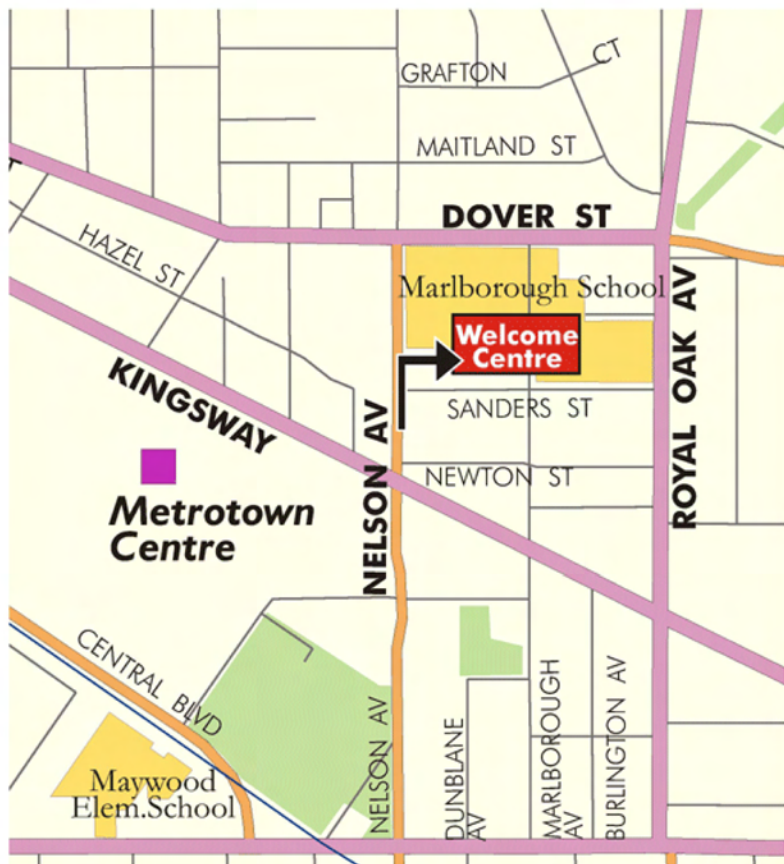 GRAFTON
CT
MAITLAND ST
DOVER ST
HAZEL ST
Marlborough School
Welcome
Centre
ROYAL OAK AV
KINGSWAY
SANDERS ST
NELSON AV
NEWTON ST
Metrotown
Centre
CENTRAL BLVD
NELSON AV
DUNBLANE
AV
MARLBOROUGH
AV
BURLINGTON AV
Maywood
Elem.School